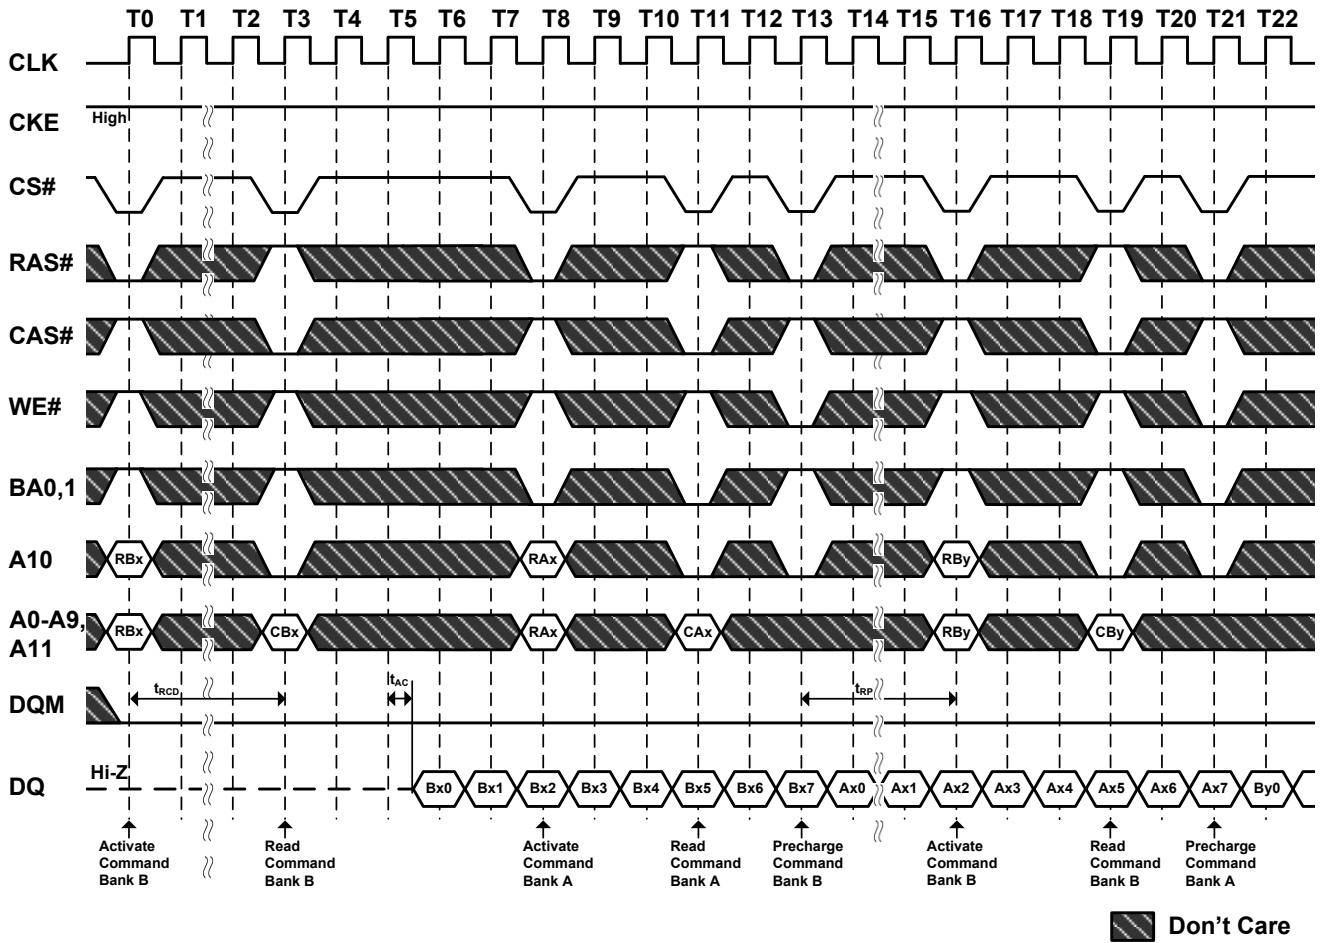 T0 T1 T2 T3 T4 T5 T6 T7 T8 T9 T10 T11 T12 T13 T14 T15 T16 T17 T18 T19 T20 T21 T22
CLK
CKE High
CS#
RAS#
CAS#
WE#
BA0,1
A10 RBx RAx RBy
A0-A9,
A11 RBx CBx RAx CAx RBy CBy
DQM tRCD tAC tRP
DQ Hi-Z Bx0 Bx1 Bx2 Bx3 Bx4 Bx5 Bx6 Bx7 Ax0 Ax1 Ax2 Ax3 Ax4 Ax5 Ax6 Ax7 By0
Activate
Command
Bank B
Read
Command
Bank B
Activate
Command
Bank A
Read
Command
Bank A
Precharge
Command
Bank B
Activate
Command
Bank B
Read
Command
Bank B
Precharge
Command
Bank A
Don't Care